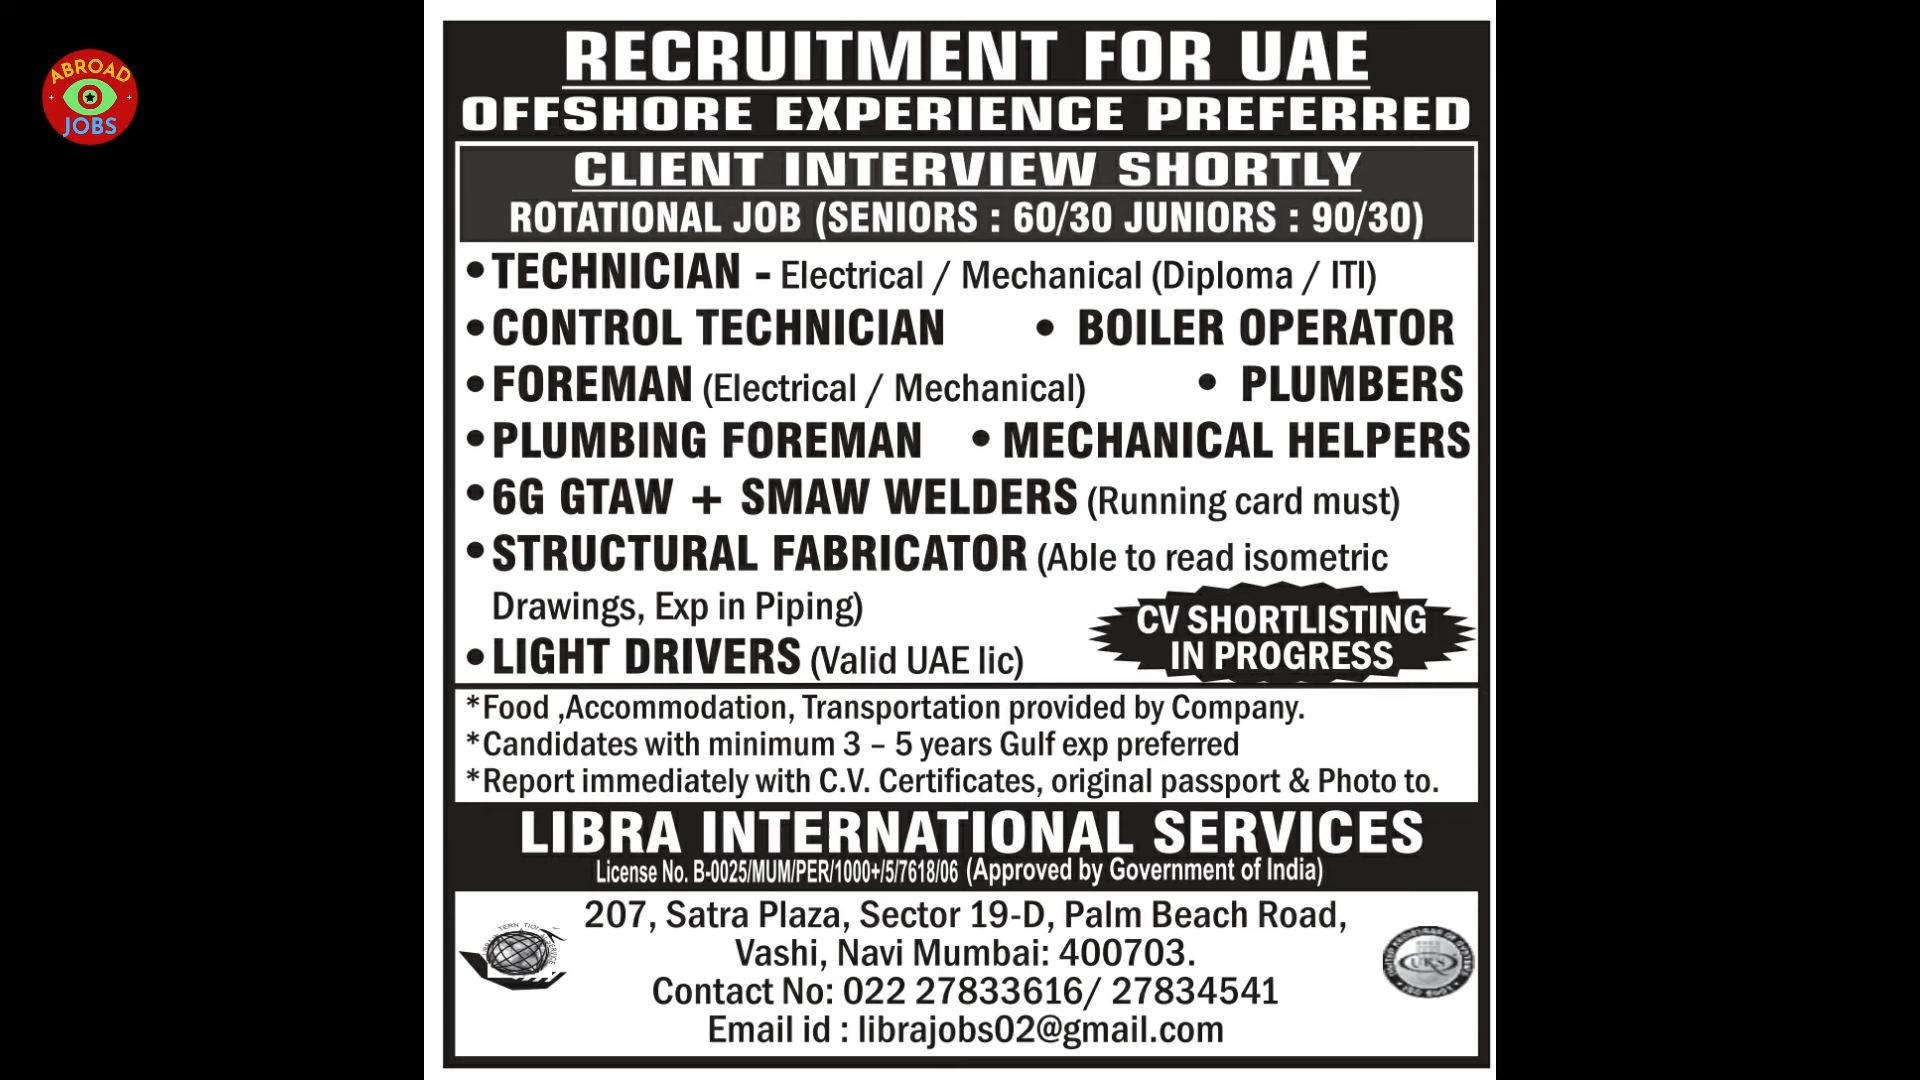 ABROAD
JOBS
RECRUITMENT FOR UAE
OFFSHORE EXPERIENCE PREFERRED
CLIENT INTERVIEW SHORTLY
ROTATIONAL JOB (SENIORS : 60/30 JUNIORS : 90/30)
•TECHNICIAN - Electrical / Mechanical (Diploma / ITI)
•CONTROL TECHNICIAN • BOILER OPERATOR
•FOREMAN (Electrical / Mechanical) • PLUMBERS
•PLUMBING FOREMAN •MECHANICAL HELPERS
•6G GTAW + SMAW WELDERS (Running card must)
•STRUCTURAL FABRICATOR (Able to read isometric
Drawings, Exp in Piping)
•LIGHT DRIVERS (Valid UAE lic)
CV SHORTLISTING
IN PROGRESS
*Food ,Accommodation, Transportation provided by Company.
*Candidates with minimum 3 – 5 years Gulf exp preferred
*Report immediately with C.V. Certificates, original passport & Photo to.
LIBRA INTERNATIONAL SERVICES
License No. B-0025/MUM/PER/1000+/5/7618/06 (Approved by Government of India)
207, Satra Plaza, Sector 19-D, Palm Beach Road,
Vashi, Navi Mumbai: 400703.
Contact No: 022 27833616/ 27834541
Email id : librajobs02@gmail.com
URS